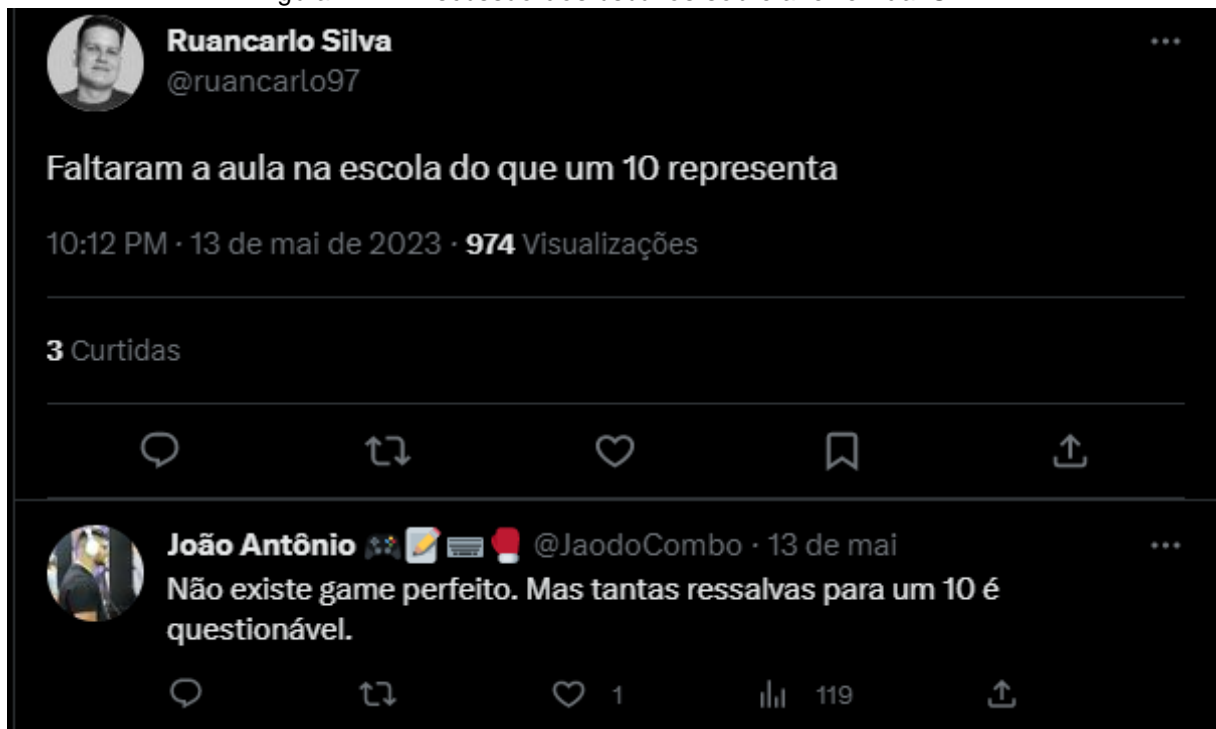 Ruancarlo Silva
@ruancarlo97
Faltaram a aula na escola do que um 10 representa
10:12 PM · 13 de mai de 2023 · 974 Visualizações
3 Curtidas
João Antônio 🎮📝⌨️🥊 @JaodoCombo · 13 de mai
Não existe game perfeito. Mas tantas ressalvas para um 10 é
questionável.
1 119